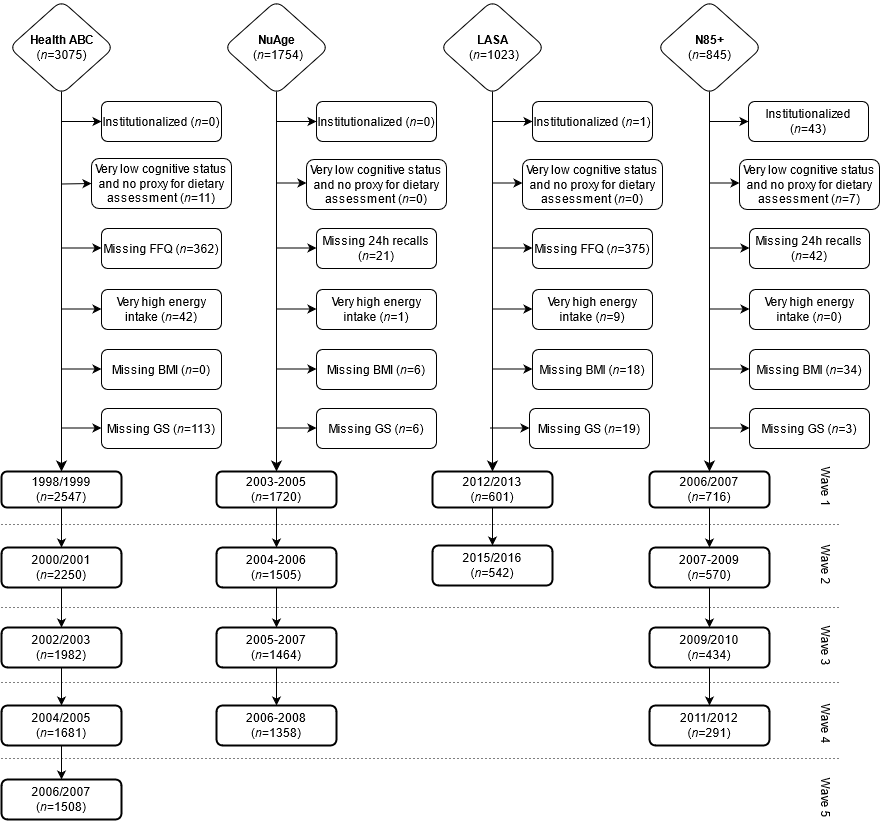 Health ABC
(n=3075)
NuAge
(n=1754)
LASA
(n=1023)
N85+
(n=845)
Institutionalized (n=0)
Institutionalized (n=0)
Institutionalized (n=1)
Institutionalized
(n=43)
Very low cognitive status
and no proxy for dietary
assessment (n=11)
Very low cognitive status
and no proxy for dietary
assessment (n=0)
Very low cognitive status
and no proxy for dietary
assessment (n=0)
Very low cognitive status
and no proxy for dietary
assessment (n=7)
Missing FFQ (n=362)
Missing 24h recalls
(n=21)
Missing FFQ (n=375)
Missing 24h recalls
(n=42)
Very high energy
intake (n=42)
Very high energy
intake (n=1)
Very high energy
intake (n=9)
Very high energy
intake (n=0)
Missing BMI (n=0)
Missing BMI (n=6)
Missing BMI (n=18)
Missing BMI (n=34)
Missing GS (n=113)
Missing GS (n=6)
Missing GS (n=19)
Missing GS (n=3)
1998/1999
(n=2547)
2003-2005
(n=1720)
2012/2013
(n=601)
2006/2007
(n=716)
Wave 1
2000/2001
(n=2250)
2004-2006
(n=1505)
2015/2016
(n=542)
2007-2009
(n=570)
Wave 2
2002/2003
(n=1982)
2005-2007
(n=1464)
2009/2010
(n=434)
Wave 3
2004/2005
(n=1681)
2006-2008
(n=1358)
2011/2012
(n=291)
Wave 4
2006/2007
(n=1508)
Wave 5